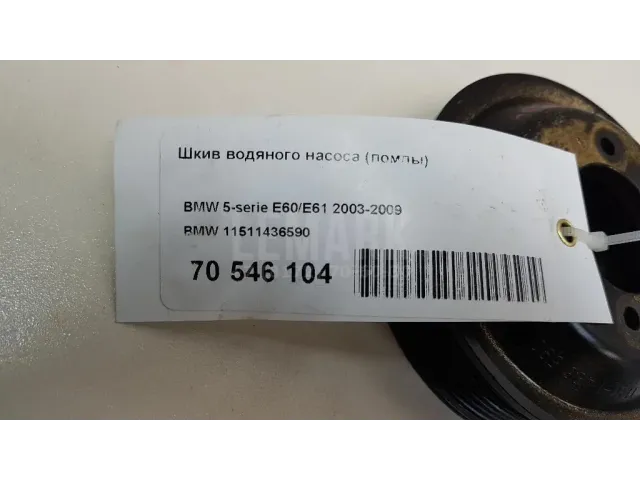 Шкив водяного насоса (помпы)
BMW 5-serie E60/E61 2003-2009
BMW 11511436590
70 546 104